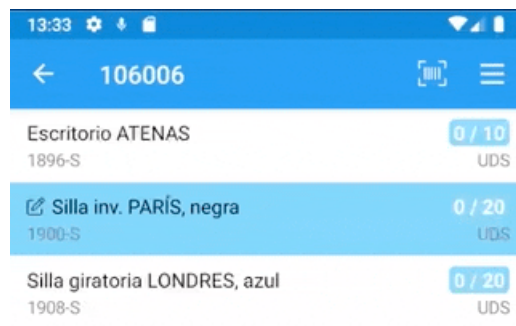 13:33
106006
Escritorio ATENAS
0 / 10
1896-S
UDS
Silla inv. PARÍS, negra
0 / 20
1900-S
UDS
Silla giratoria LONDRES, azul
0 / 20
1908-S
UDS